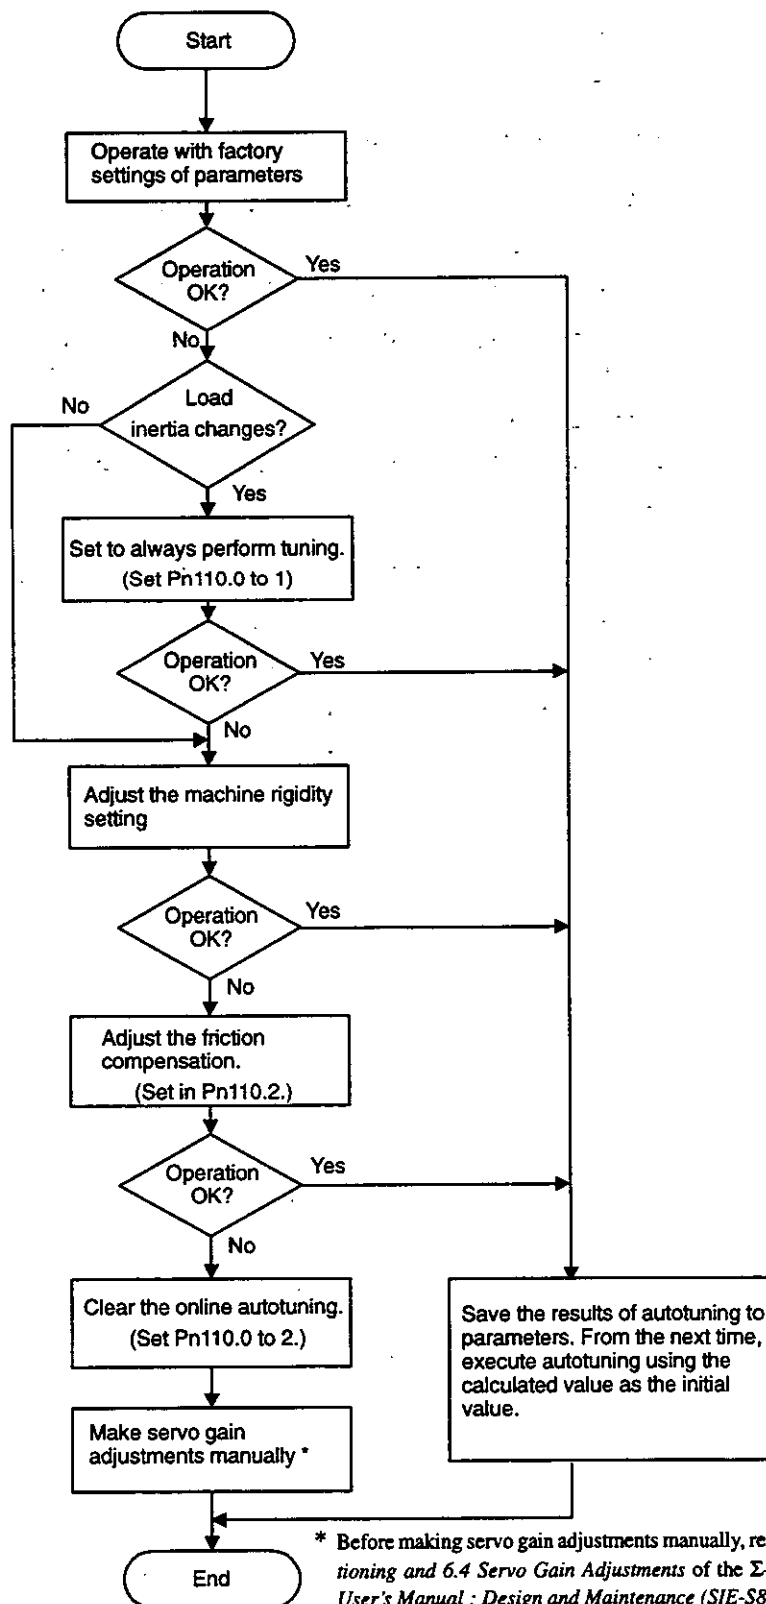 Start
Operate with factory
settings of parameters
Operation
OK?
Yes
No
Load
inertia changes?
No
Yes
Set to always perform tuning.
(Set Pn110.0 to 1)
Operation
OK?
Yes
No
Adjust the machine rigidity
setting
Operation
OK?
Yes
No
Adjust the friction
compensation.
(Set in Pn110.2.)
Operation
OK?
Yes
No
Clear the online autotuning.
(Set Pn110.0 to 2.)
Save the results of autotuning to
parameters. From the next time,
execute autotuning using the
calculated value as the initial
value.
Make servo gain
adjustments manually *
End
* Before making servo gain adjustments manually, re
tioning and 6.4 Servo Gain Adjustments of the Σ-
User's Manual : Design and Maintenance (SIE-S8